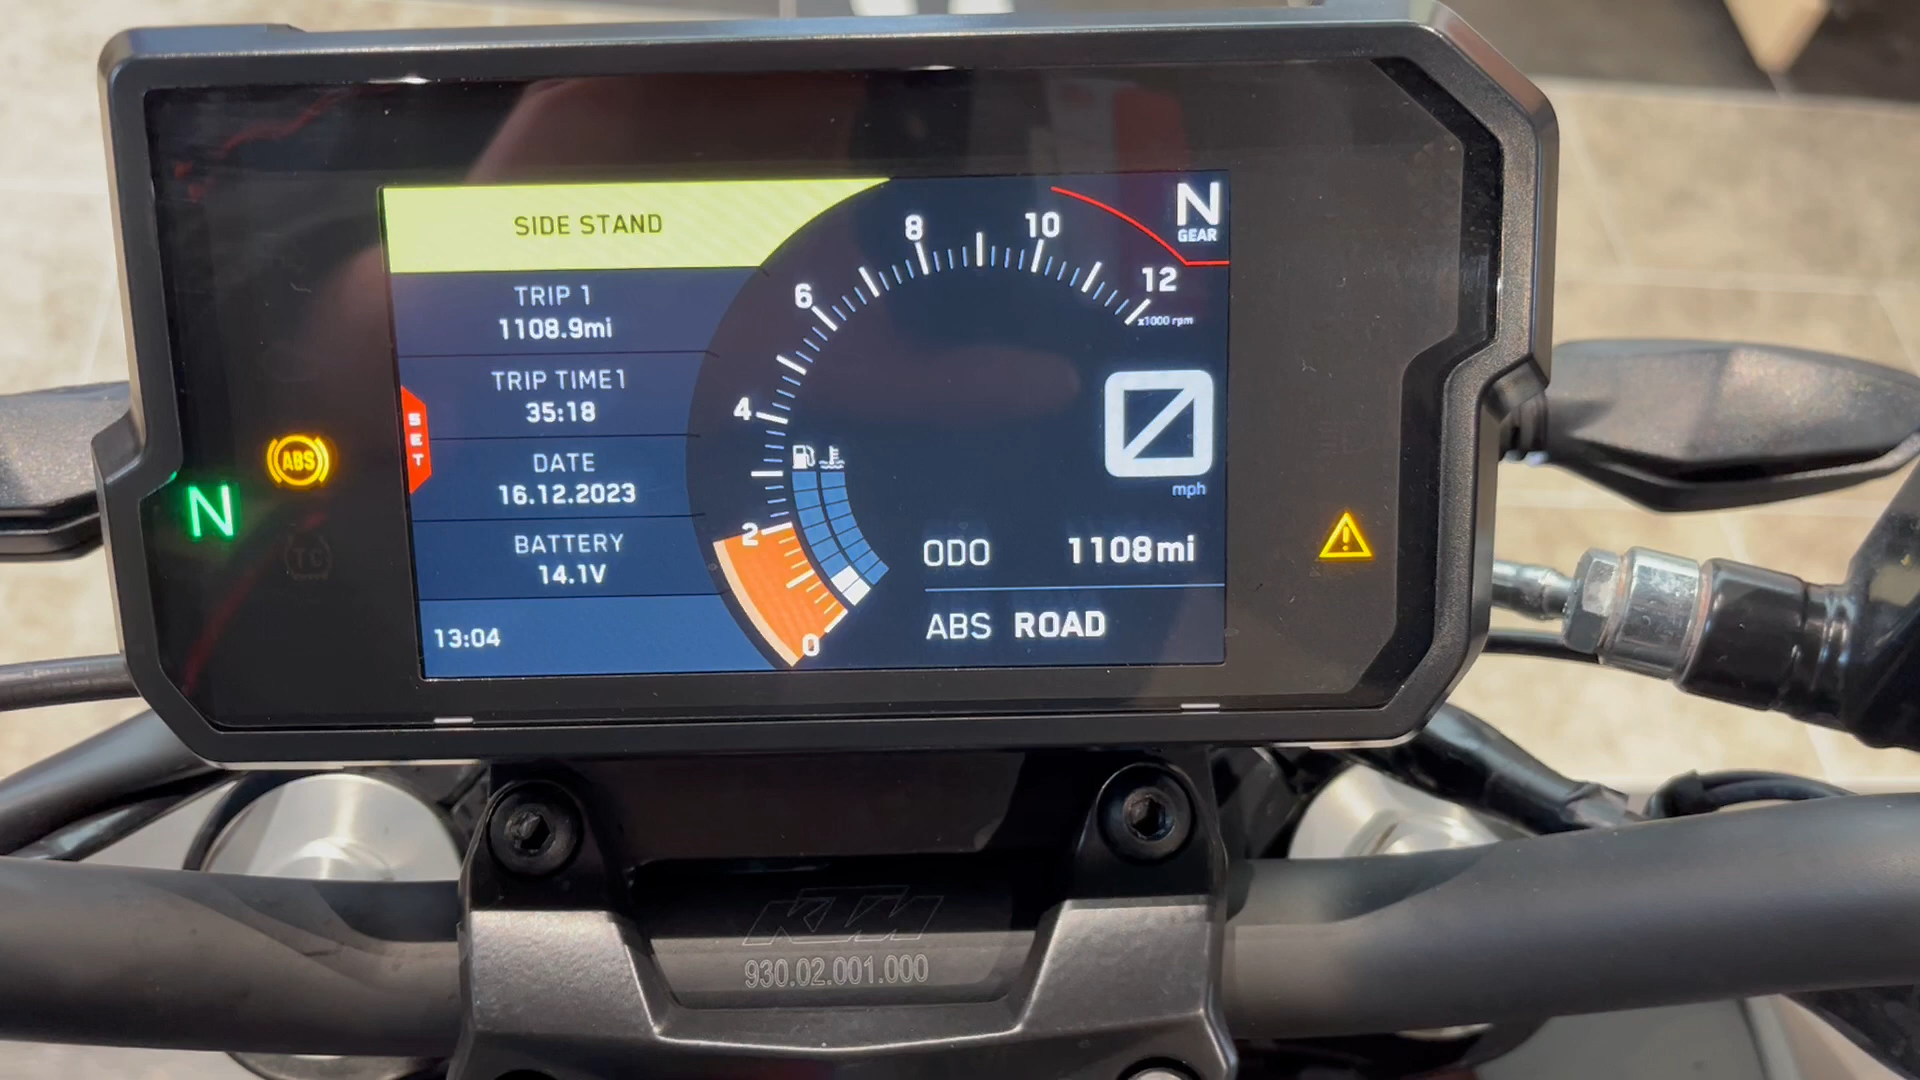 SIDE STAND
TRIP 1
1108.9mi
TRIP TIME1
35:18
DATE
16.12.2023
BATTERY
14.1V
13:04
SET
ABS
N
TC
0
2
4
6
8
10
12
x1000 rpm
N
GEAR
mph
ODO 1108mi
ABS ROAD
KTM
930.02.001.000